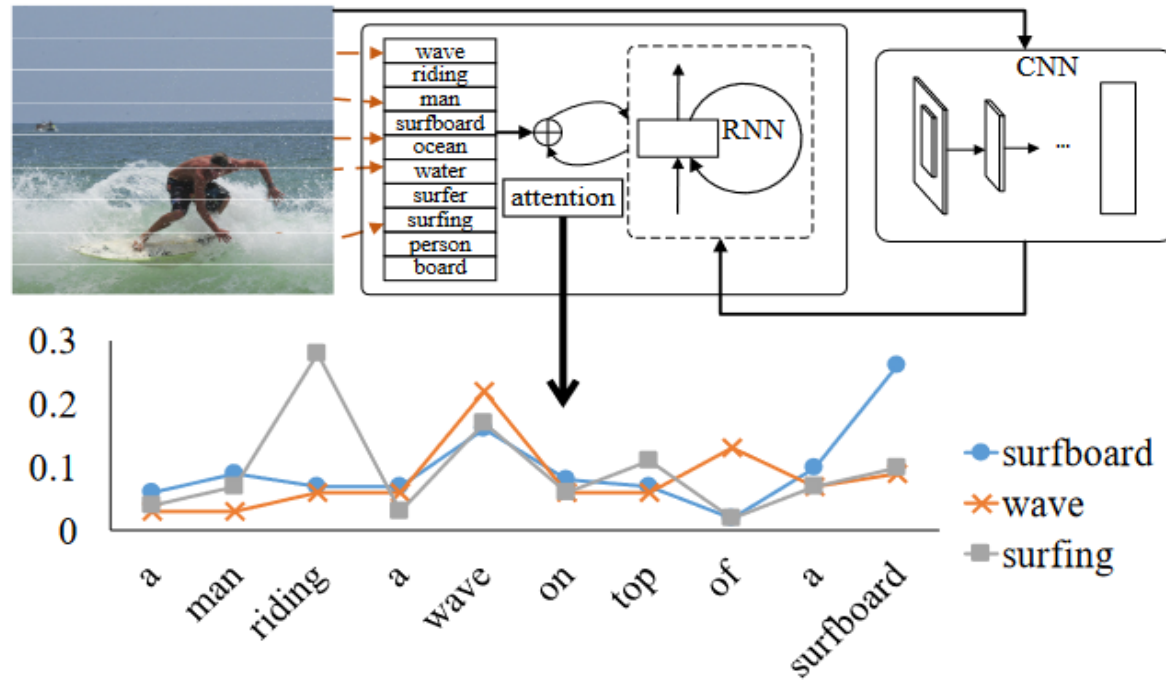 wave
riding
man
surfboard
ocean
water
surfer
surfing
person
board
attention
RNN
CNN
...
0.3
0.2
0.1
0
a
man
riding
a
wave
on
top
of
a
surfboard
surfboard
wave
surfing